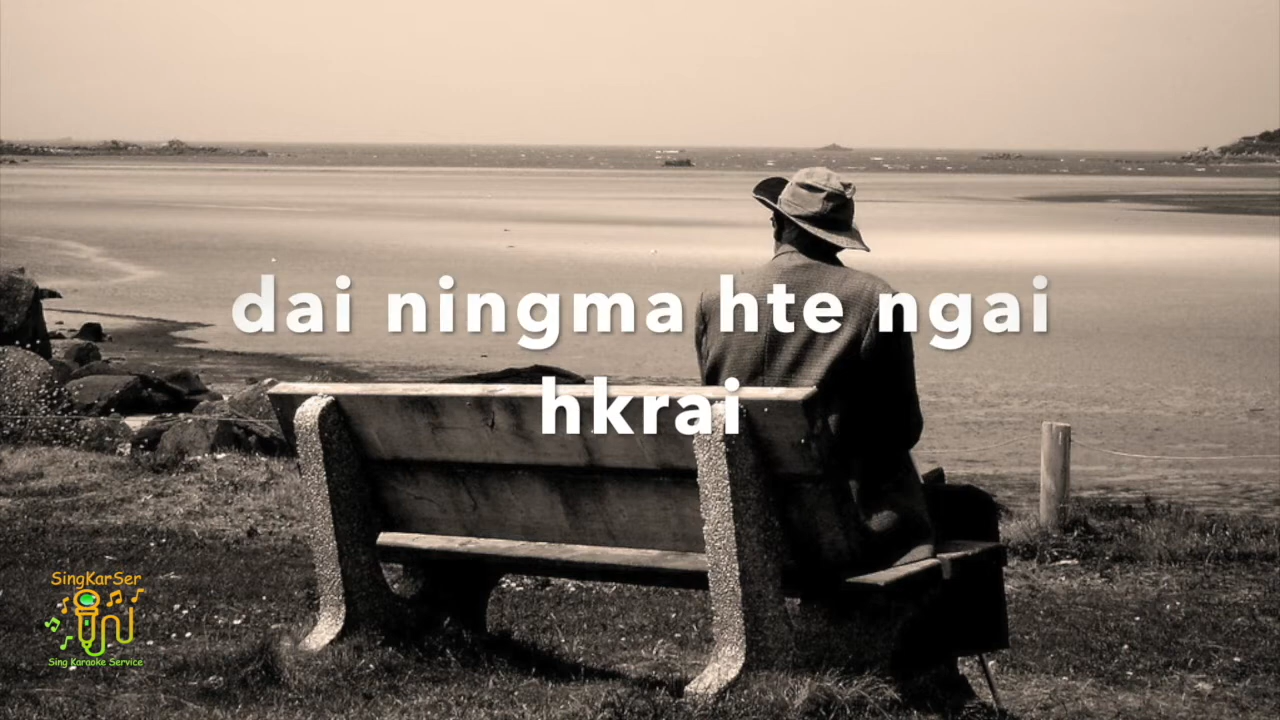 dai ningma hte ngai
hkrai
SingKarSer
Sing Karaoke Service